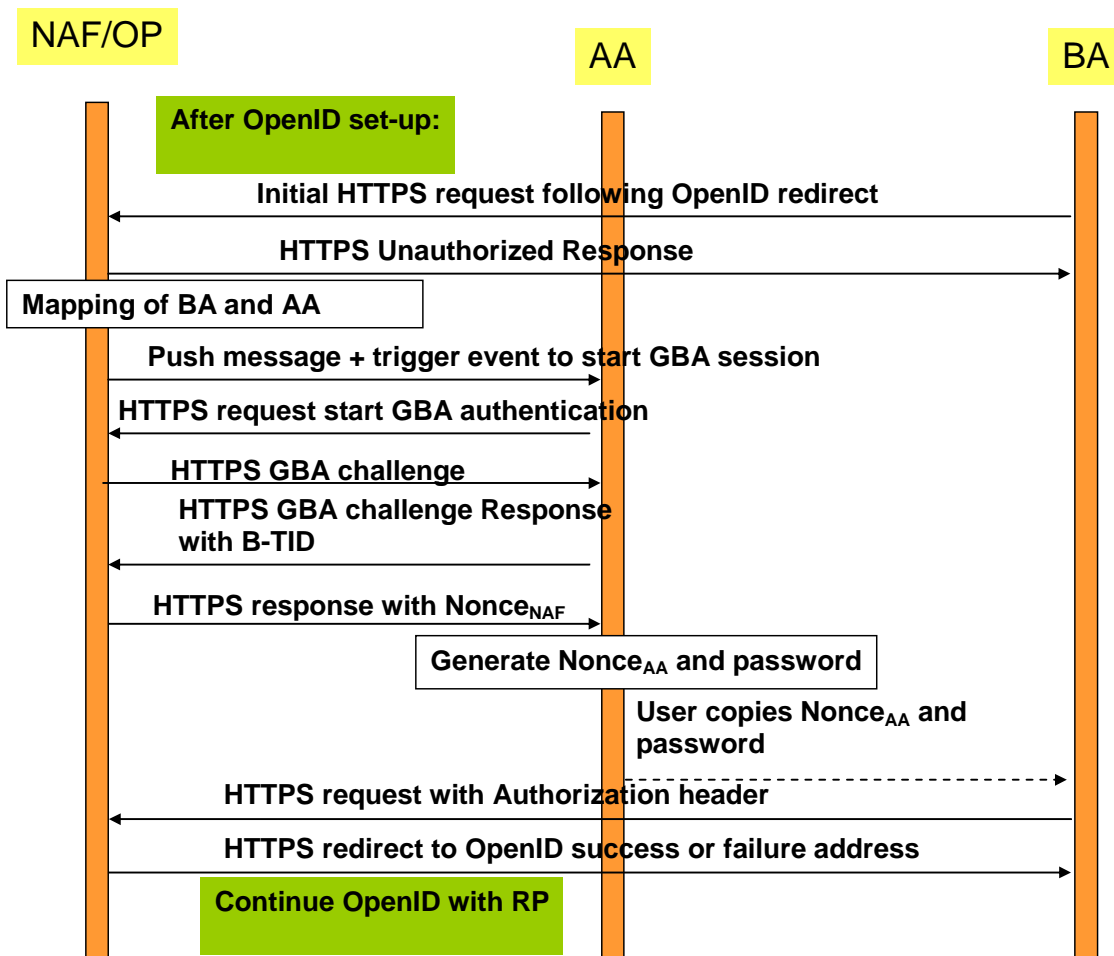 NAF/OP
AA
BA
After OpenID set-up:
Initial HTTPS request following OpenID redirect
HTTPS Unauthorized Response
Mapping of BA and AA
Push message + trigger event to start GBA session
HTTPS request start GBA authentication
HTTPS GBA challenge
HTTPS GBA challenge Response
with B-TID
HTTPS response with Nonce_NAF
Generate Nonce_AA and password
User copies Nonce_AA and
password
HTTPS request with Authorization header
HTTPS redirect to OpenID success or failure address
Continue OpenID with RP